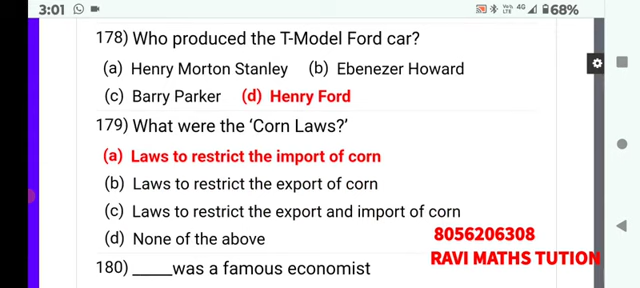 3:01 4G 68%
178) Who produced the T-Model Ford car?
(a) Henry Morton Stanley (b) Ebenezer Howard
(c) Barry Parker (d) Henry Ford
179) What were the ‘Corn Laws?’
(a) Laws to restrict the import of corn
(b) Laws to restrict the export of corn
(c) Laws to restrict the export and import of corn
(d) None of the above
8056206308
RAVI MATHS TUTION
180) _____was a famous economist